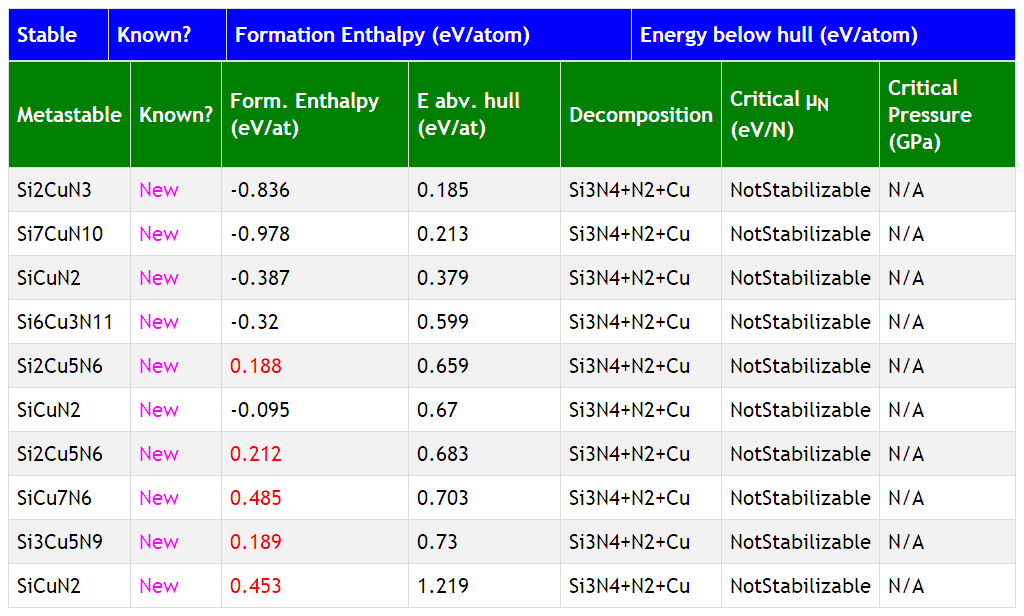 Stable Known? Formation Enthalpy (eV/atom) Energy below hull (eV/atom)
Metastable Known? Form. Enthalpy (eV/at) E abv. hull (eV/at) Decomposition Critical μN (eV/N) Critical Pressure (GPa)
Si2CuN3 New -0.836 0.185 Si3N4+N2+Cu NotStabilizable N/A
Si7CuN10 New -0.978 0.213 Si3N4+N2+Cu NotStabilizable N/A
SiCuN2 New -0.387 0.379 Si3N4+N2+Cu NotStabilizable N/A
Si6Cu3N11 New -0.32 0.599 Si3N4+N2+Cu NotStabilizable N/A
Si2Cu5N6 New 0.188 0.659 Si3N4+N2+Cu NotStabilizable N/A
SiCuN2 New -0.095 0.67 Si3N4+N2+Cu NotStabilizable N/A
Si2Cu5N6 New 0.212 0.683 Si3N4+N2+Cu NotStabilizable N/A
SiCu7N6 New 0.485 0.703 Si3N4+N2+Cu NotStabilizable N/A
Si3Cu5N9 New 0.189 0.73 Si3N4+N2+Cu NotStabilizable N/A
SiCuN2 New 0.453 1.219 Si3N4+N2+Cu NotStabilizable N/A